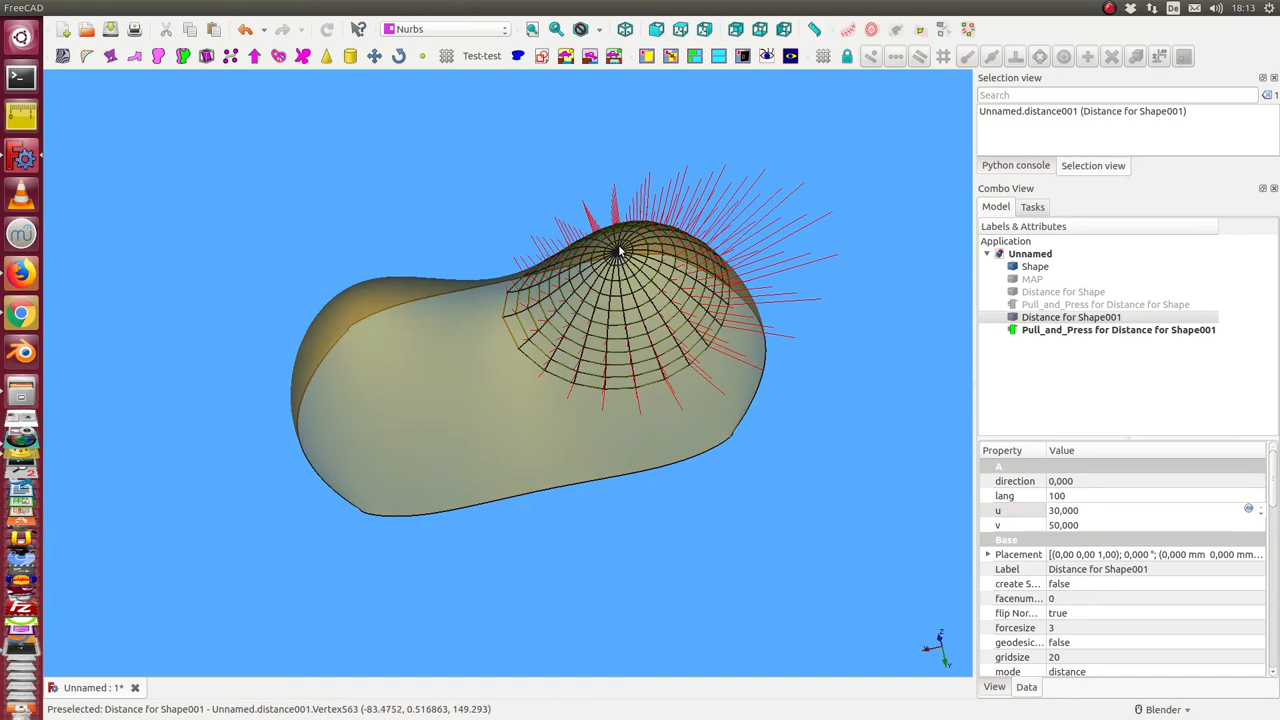 FreeCAD
De
18:13
Nurbs
Test-test
Selection view
Search
1
Unnamed.distance001 (Distance for Shape001)
Python console
Selection view
Combo View
Model
Tasks
Labels & Attributes
Application
Unnamed
Shape
MAP
Distance for Shape
Pull_and_Press for Distance for Shape
Distance for Shape001
Pull_and_Press for Distance for Shape001
Property Value
A
direction 0,000
lang 100
u 30,000
v 50,000
Base
Placement [(0,00 0,00 1,00); 0,000 °; (0,000 mm 0,000 mm...
Label Distance for Shape001
create S... false
facenum... 0
flip Nor... true
forcesize 3
geodesic... false
gridsize 20
mode distance
View
Data
Z
Y
Unnamed : 1*
Preselected: Distance for Shape001 - Unnamed.distance001.Vertex563 (-83.4752, 0.516863, 149.293)
Blender